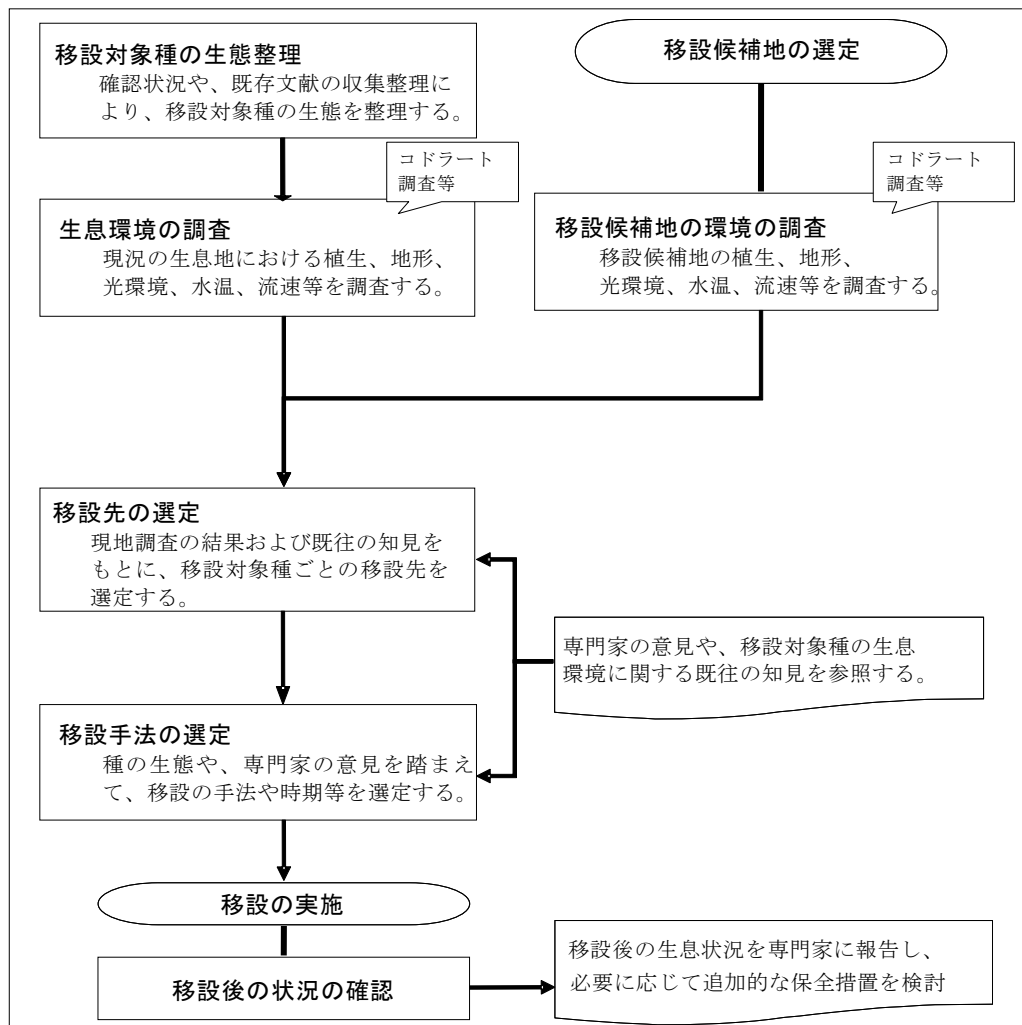 移設対象種の生態整理
確認状況や、既存文献の収集整理に
より、移設対象種の生態を整理する。
移設候補地の選定
コドラート
調査等
コドラート
調査等
生息環境の調査
現況の生息地における植生、地形、
光環境、水温、流速等を調査する。
移設候補地の環境の調査
移設候補地の植生、地形、
光環境、水温、流速等を調査する。
移設先の選定
現地調査の結果および既往の知見を
もとに、移設対象種ごとの移設先を
選定する。
専門家の意見や、移設対象種の生息
環境に関する既往の知見を参照する。
移設手法の選定
種の生態や、専門家の意見を踏まえ
て、移設の手法や時期等を選定する。
移設の実施
移設後の状況の確認
移設後の生息状況を専門家に報告し、
必要に応じて追加的な保全措置を検討